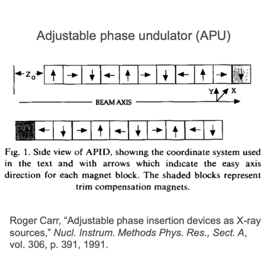 Adjustable phase undulator (APU)
Z₀
Y X
BEAM AXIS
Fig. 1. Side view of APID, showing the coordinate system used
in the text and with arrows which indicate the easy axis
direction for each magnet block. The shaded blocks represent
trim compensation magnets.
Roger Carr, “Adjustable phase insertion devices as X-ray
sources,” Nucl. Instrum. Methods Phys. Res., Sect. A,
vol. 306, p. 391, 1991.